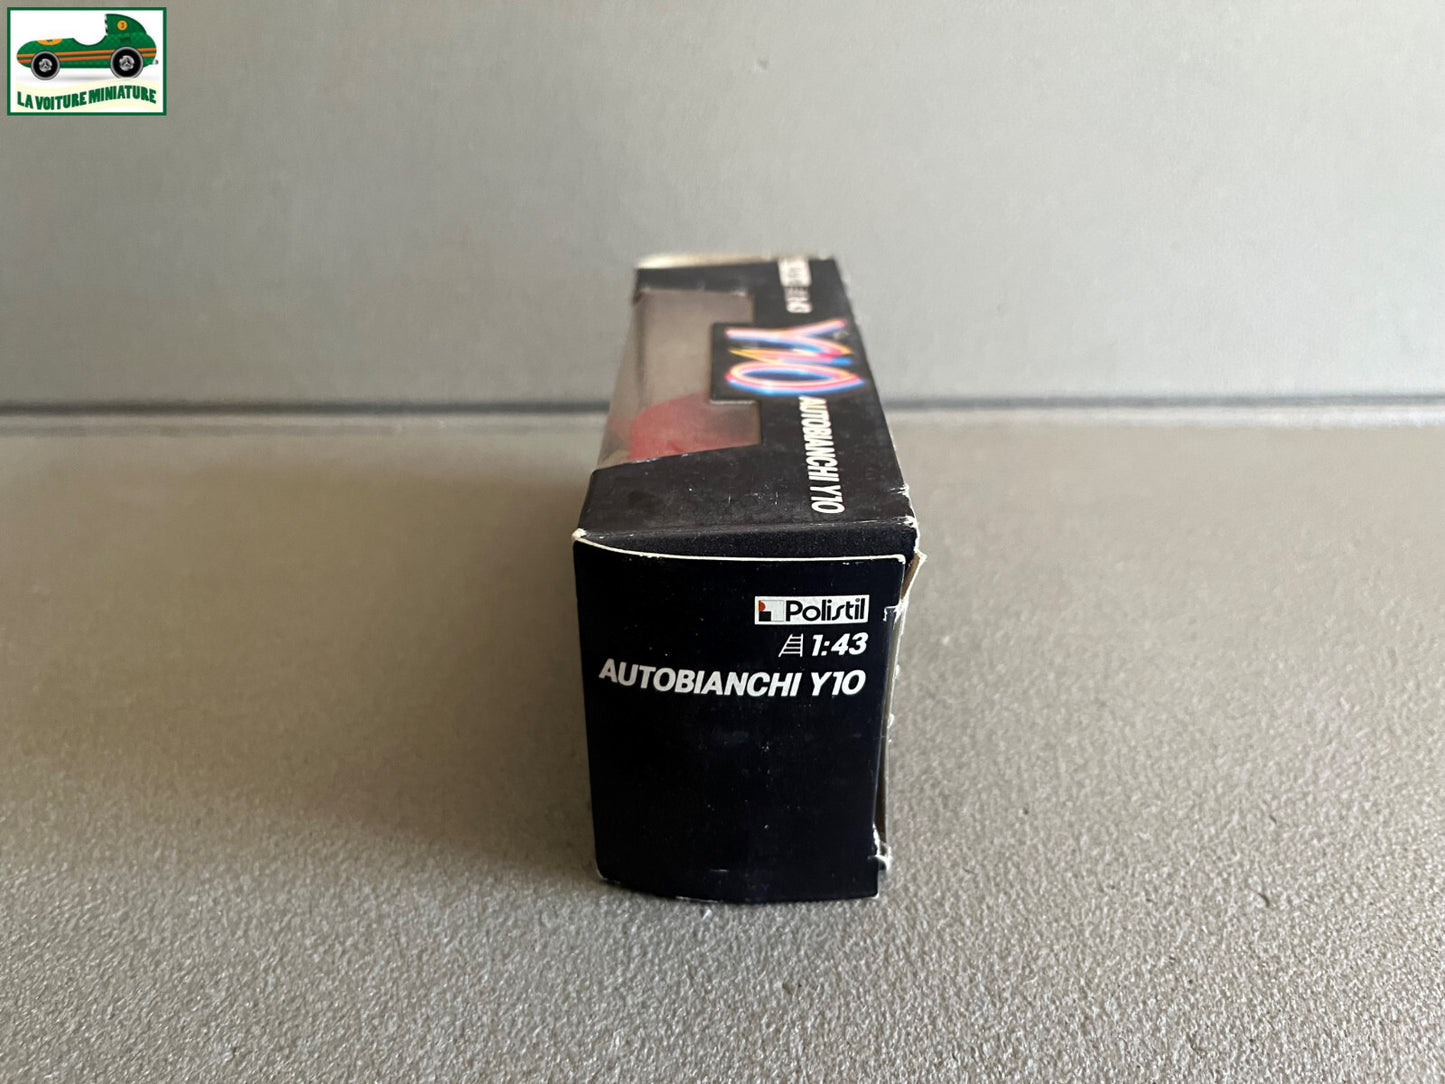 LA VOITURE MINIATURE
Y10
AUTOBIANCHI Y10
Polistil
1:43
AUTOBIANCHI Y10